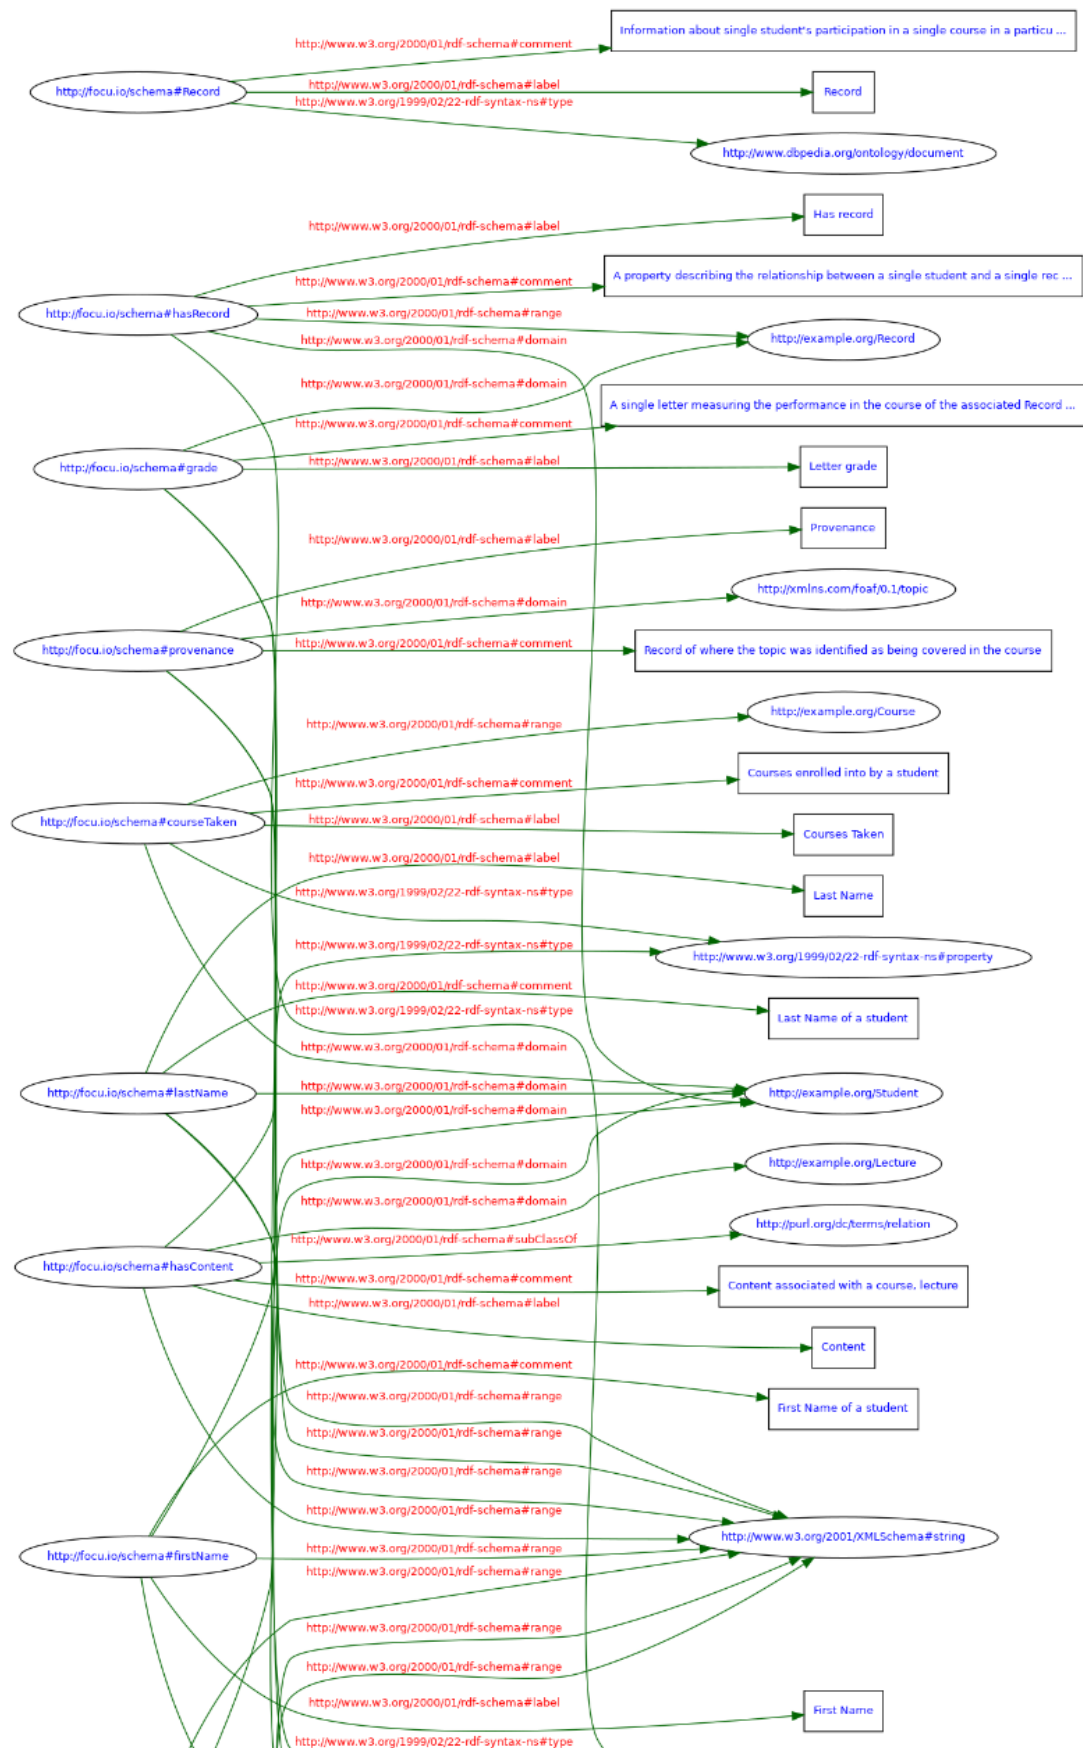 http://www.w3.org/2000/01/rdf-schema#comment
Information about single student's participation in a single course in a particu ...
http://focu.io/schema#Record
http://www.w3.org/2000/01/rdf-schema#label
Record
http://www.w3.org/1999/02/22-rdf-syntax-ns#type
http://www.dbpedia.org/ontology/document
http://www.w3.org/2000/01/rdf-schema#label
Has record
http://www.w3.org/2000/01/rdf-schema#comment
A property describing the relationship between a single student and a single rec ...
http://focu.io/schema#hasRecord
http://www.w3.org/2000/01/rdf-schema#range
http://www.w3.org/2000/01/rdf-schema#domain
http://example.org/Record
http://www.w3.org/2000/01/rdf-schema#domain
A single letter measuring the performance in the course of the associated Record ...
http://www.w3.org/2000/01/rdf-schema#comment
http://focu.io/schema#grade
http://www.w3.org/2000/01/rdf-schema#label
Letter grade
Provenance
http://www.w3.org/2000/01/rdf-schema#label
http://xmlns.com/foaf/0.1/topic
http://www.w3.org/2000/01/rdf-schema#domain
http://focu.io/schema#provenance
http://www.w3.org/2000/01/rdf-schema#comment
Record of where the topic was identified as being covered in the course
http://example.org/Course
http://www.w3.org/2000/01/rdf-schema#range
Courses enrolled into by a student
http://www.w3.org/2000/01/rdf-schema#comment
http://focu.io/schema#courseTaken
http://www.w3.org/2000/01/rdf-schema#label
Courses Taken
http://www.w3.org/2000/01/rdf-schema#label
http://www.w3.org/1999/02/22-rdf-syntax-ns#type
Last Name
http://www.w3.org/1999/02/22-rdf-syntax-ns#type
http://www.w3.org/1999/02/22-rdf-syntax-ns#property
http://www.w3.org/2000/01/rdf-schema#comment
http://www.w3.org/1999/02/22-rdf-syntax-ns#type
Last Name of a student
http://www.w3.org/2000/01/rdf-schema#domain
http://focu.io/schema#lastName
http://www.w3.org/2000/01/rdf-schema#domain
http://example.org/Student
http://www.w3.org/2000/01/rdf-schema#domain
http://www.w3.org/2000/01/rdf-schema#domain
http://example.org/Lecture
http://www.w3.org/2000/01/rdf-schema#domain
http://purl.org/dc/terms/relation
http://www.w3.org/2000/01/rdf-schema#subClassOf
http://focu.io/schema#hasContent
http://www.w3.org/2000/01/rdf-schema#comment
Content associated with a course, lecture
http://www.w3.org/2000/01/rdf-schema#label
Content
http://www.w3.org/2000/01/rdf-schema#comment
http://www.w3.org/2000/01/rdf-schema#range
First Name of a student
http://www.w3.org/2000/01/rdf-schema#range
http://www.w3.org/2000/01/rdf-schema#range
http://www.w3.org/2000/01/rdf-schema#range
http://www.w3.org/2001/XMLSchema#string
http://focu.io/schema#firstName
http://www.w3.org/2000/01/rdf-schema#range
http://www.w3.org/2000/01/rdf-schema#range
http://www.w3.org/2000/01/rdf-schema#range
http://www.w3.org/2000/01/rdf-schema#range
http://www.w3.org/2000/01/rdf-schema#label
First Name
http://www.w3.org/1999/02/22-rdf-syntax-ns#type